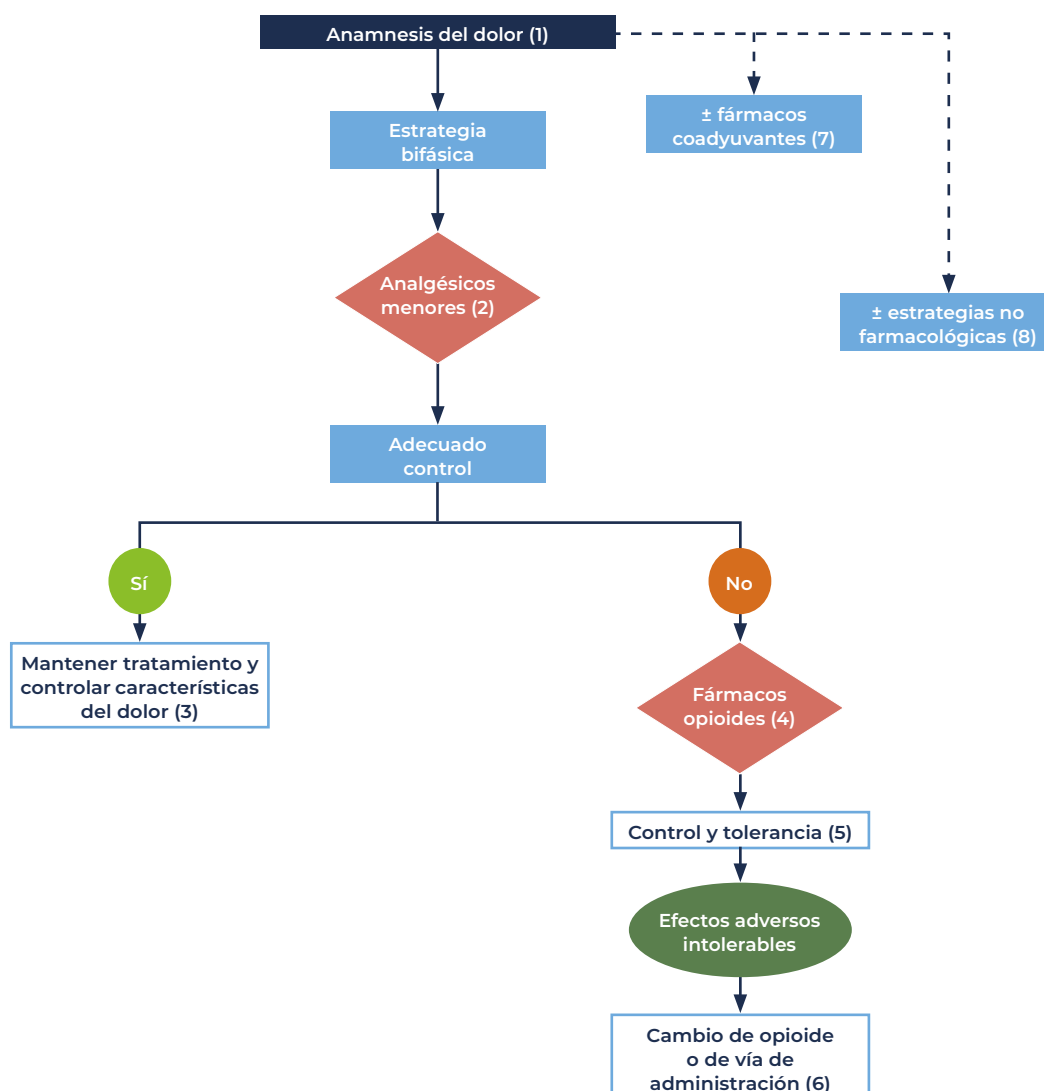 Anamnesis del dolor (1)
Estrategia
bifásica
± fármacos
coadyuvantes (7)
Analgésicos
menores (2)
± estrategias no
farmacológicas (8)
Adecuado
control
Sí
No
Mantener tratamiento y
controlar características
del dolor (3)
Fármacos
opioides (4)
Control y tolerancia (5)
Efectos adversos
intolerables
Cambio de opioide
o de vía de
administración (6)